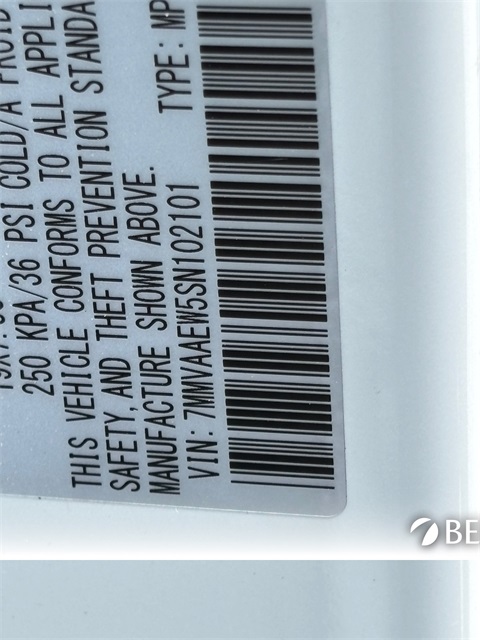 250 KPA/36 PSI COLD/A
THIS VEHICLE CONFORMS TO ALL APPLI
SAFETY, AND THEFT PREVENTION STANDA
MANUFACTURE SHOWN ABOVE.
VIN: 7MMVAAEW5SN102101 TYPE: MP
BE